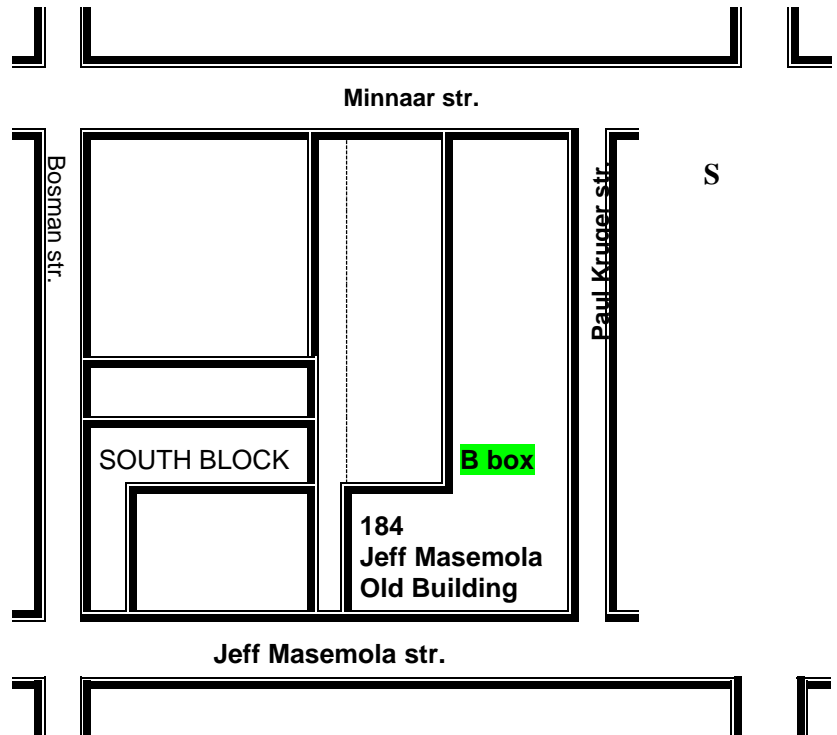 Minnaar str.
Bosman str.
Paul Kruger str.
S
SOUTH BLOCK
B box
184
Jeff Masemola
Old Building
Jeff Masemola str.